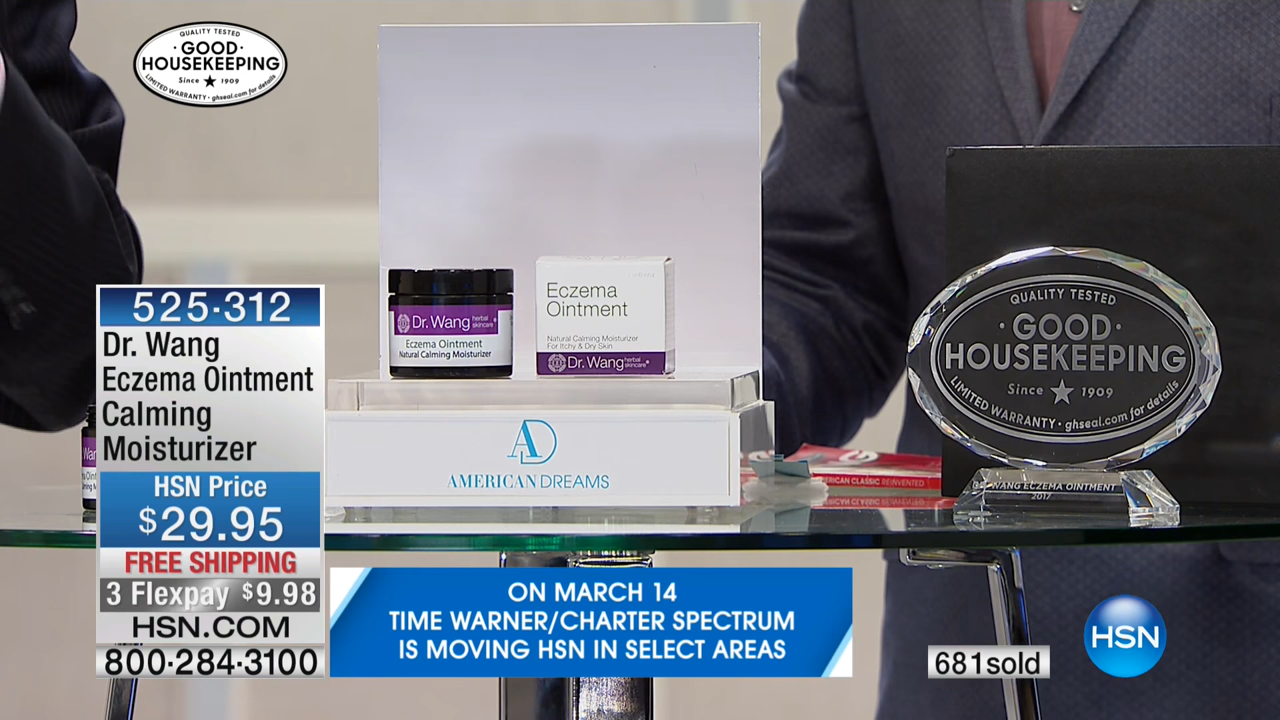 QUALITY TESTED
·GOOD·
HOUSEKEEPING
Since ★ 1909
LIMITED WARRANTY · ghseal.com for details
Dr. Wang herbal skincare
Eczema Ointment
Natural Calming Moisturizer
Eczema
Ointment
Natural Calming Moisturizer
For Itchy & Dry Skin
Dr. Wang herbal skincare
AD
AMERICAN DREAMS
QUALITY TESTED
·GOOD·
HOUSEKEEPING
Since ★ 1909
LIMITED WARRANTY · ghseal.com for details
WANG ECZEMA OINTMENT
2017
AMERICAN CLASSIC REINVENTED
525-312
Dr. Wang
Eczema Ointment
Calming
Moisturizer
HSN Price
$29.95
FREE SHIPPING
3 Flexpay $9.98
HSN.COM
800·284·3100
ON MARCH 14
TIME WARNER/CHARTER SPECTRUM
IS MOVING HSN IN SELECT AREAS
681sold
HSN